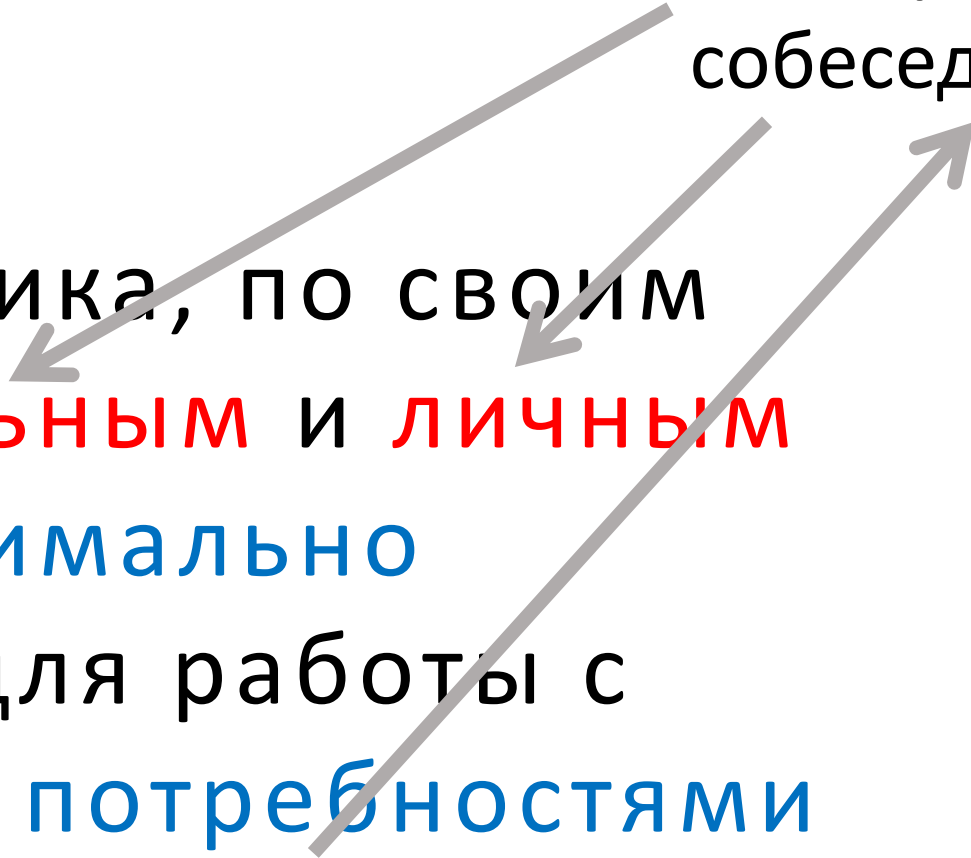 собесед
ика, по своим
ьным и личным
имально
для работы с
потребностями